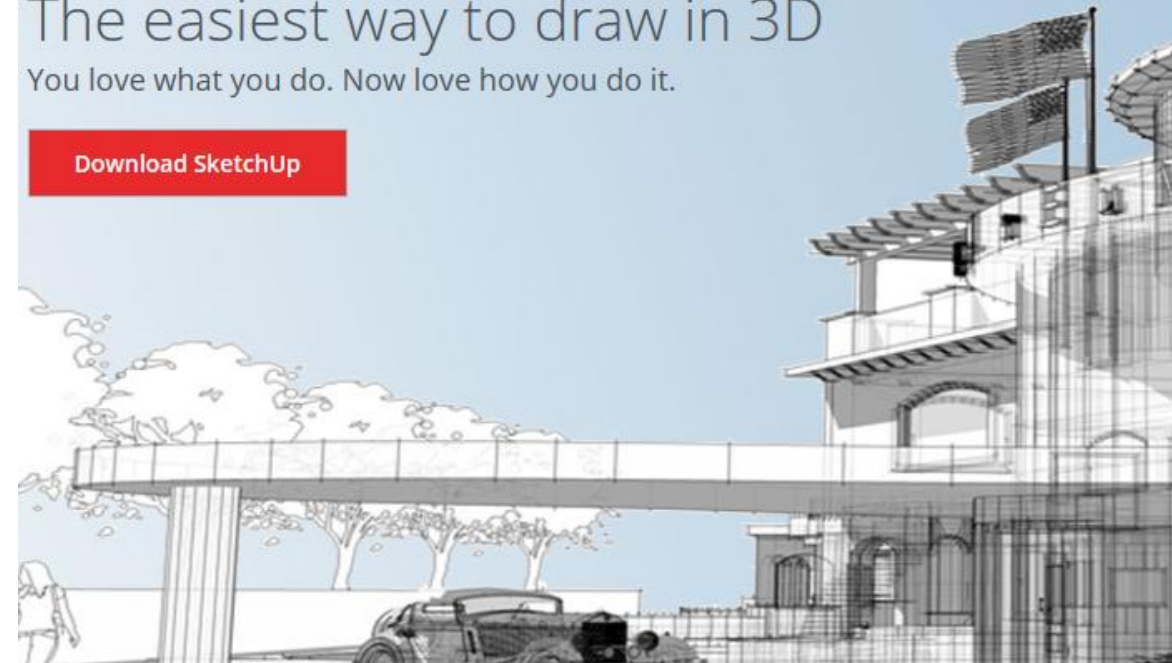 The easiest way to draw in 3D
You love what you do. Now love how you do it.
Download SketchUp